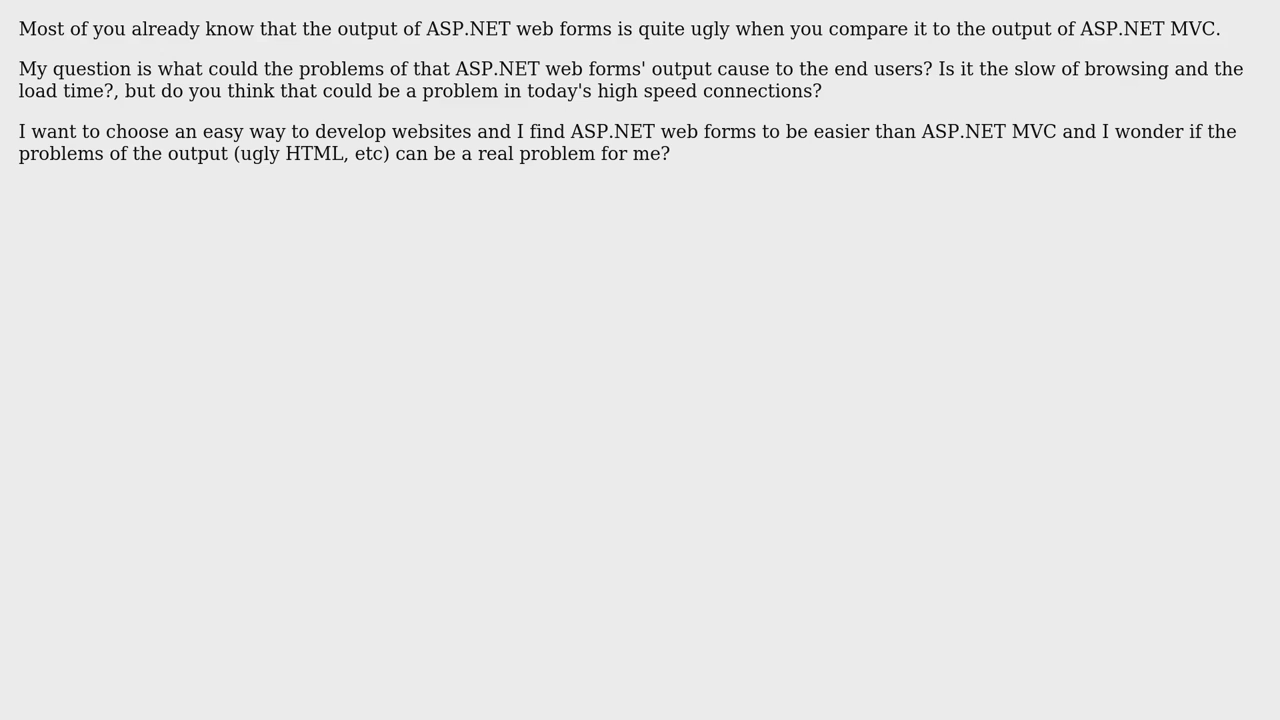 Most of you already know that the output of ASP.NET web forms is quite ugly when you compare it to the output of ASP.NET MVC.
My question is what could the problems of that ASP.NET web forms' output cause to the end users? Is it the slow of browsing and the
load time?, but do you think that could be a problem in today's high speed connections?
I want to choose an easy way to develop websites and I find ASP.NET web forms to be easier than ASP.NET MVC and I wonder if the
problems of the output (ugly HTML, etc) can be a real problem for me?